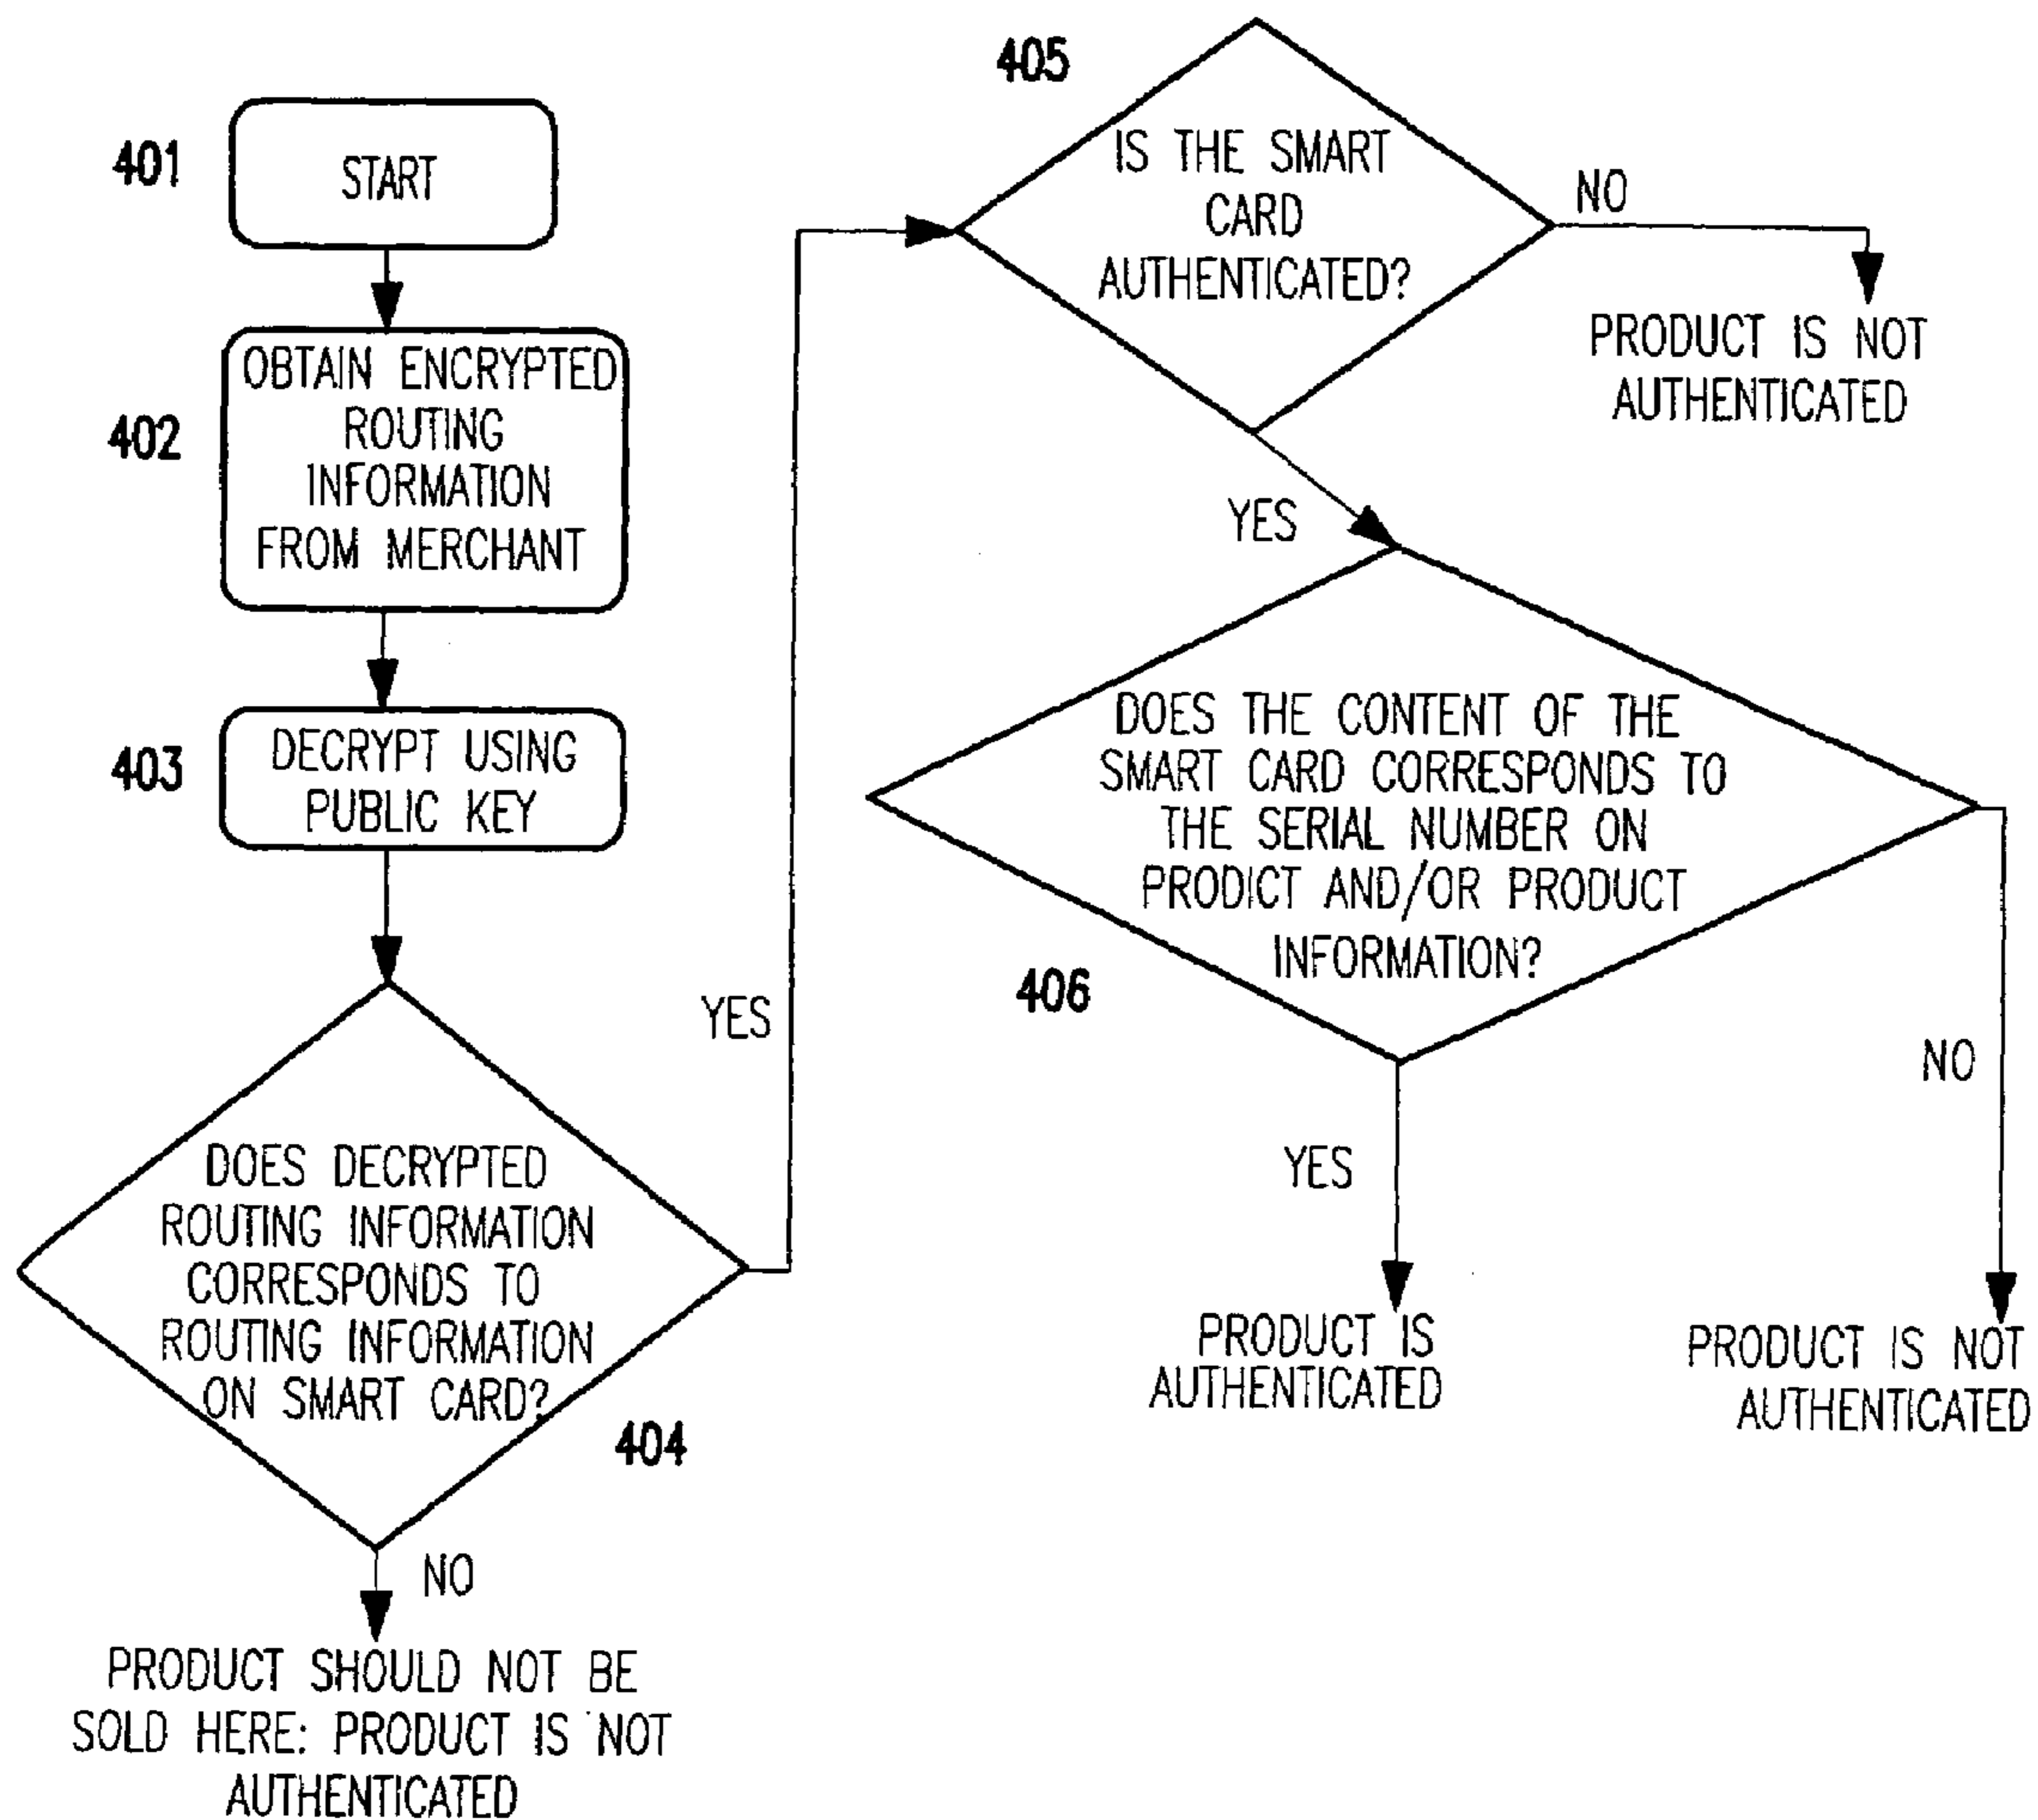 401
START
402
OBTAIN ENCRYPTED
ROUTING
INFORMATION
FROM MERCHANT
403
DECRYPT USING
PUBLIC KEY
DOES DECRYPTED
ROUTING INFORMATION
CORRESPONDS TO
ROUTING INFORMATION
ON SMART CARD?
404
YES
NO
PRODUCT SHOULD NOT BE
SOLD HERE: PRODUCT IS NOT
AUTHENTICATED
405
IS THE SMART
CARD
AUTHENTICATED?
NO
PRODUCT IS NOT
AUTHENTICATED
YES
DOES THE CONTENT OF THE
SMART CARD CORRESPONDS TO
THE SERIAL NUMBER ON
PRODICT AND/OR PRODUCT
INFORMATION?
406
YES
PRODUCT IS
AUTHENTICATED
NO
PRODUCT IS NOT
AUTHENTICATED